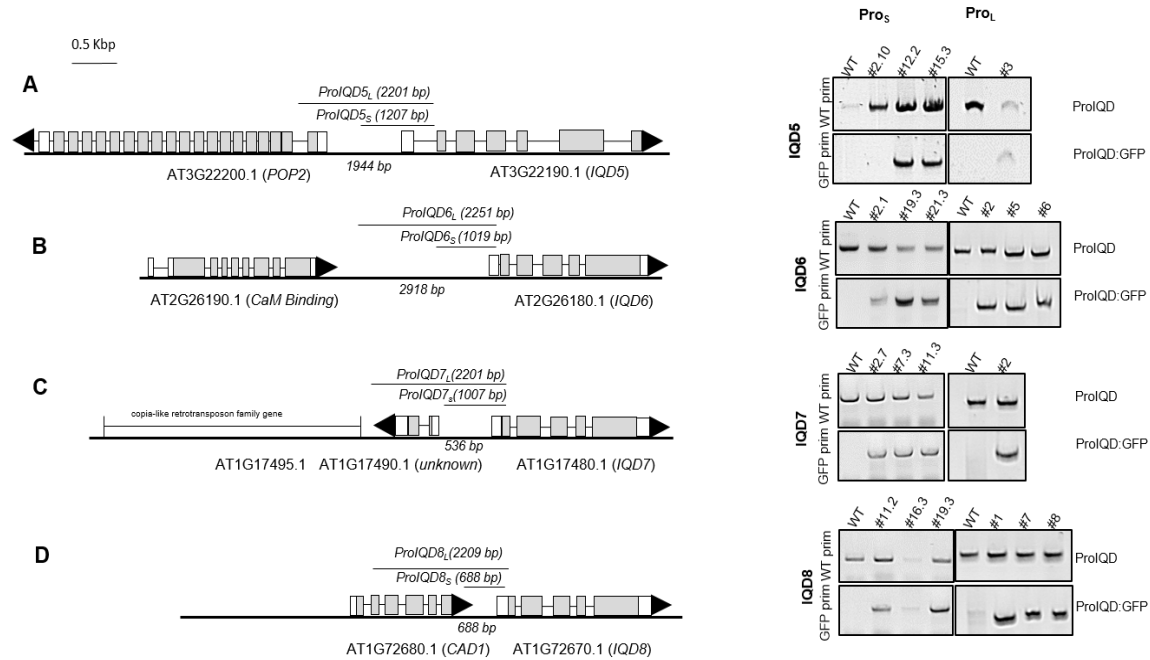 0.5 Kbp
A
ProIQD5L (2201 bp)
ProIQD5S (1207 bp)
1944 bp
AT3G22200.1 (POP2)
AT3G22190.1 (IQD5)
B
ProIQD6L (2251 bp)
ProIQD6S (1019 bp)
2918 bp
AT2G26190.1 (CaM Binding)
AT2G26180.1 (IQD6)
C
ProIQD7L (2201 bp)
ProIQD7s (1007 bp)
copia-like retrotransposon family gene
536 bp
AT1G17495.1
AT1G17490.1 (unknown)
AT1G17480.1 (IQD7)
D
ProIQD8L (2209 bp)
ProIQD8S (688 bp)
688 bp
AT1G72680.1 (CAD1)
AT1G72670.1 (IQD8)
ProS
ProL
WT #2.10 #12.2 #15.3
WT #3
IQD5
GFP prim WT prim
ProIQD
ProIQD:GFP
WT #2.1 #19.3 #21.3
WT #2 #5 #6
IQD6
GFP prim WT prim
ProIQD
ProIQD:GFP
WT #2.7 #7.3 #11.3
WT #2
IQD7
GFP prim WT prim
ProIQD
ProIQD:GFP
WT #11.2 #16.3 #19.3
WT #1 #7 #8
IQD8
GFP prim WT prim
ProIQD
ProIQD:GFP